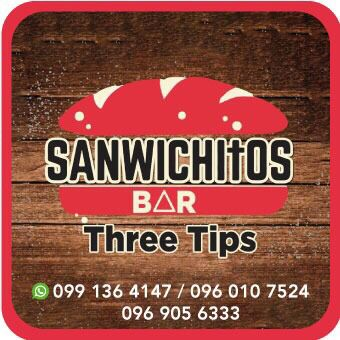 SANWICHITOS
BAR
Three Tips
099 136 4147 / 096 010 7524
096 905 6333